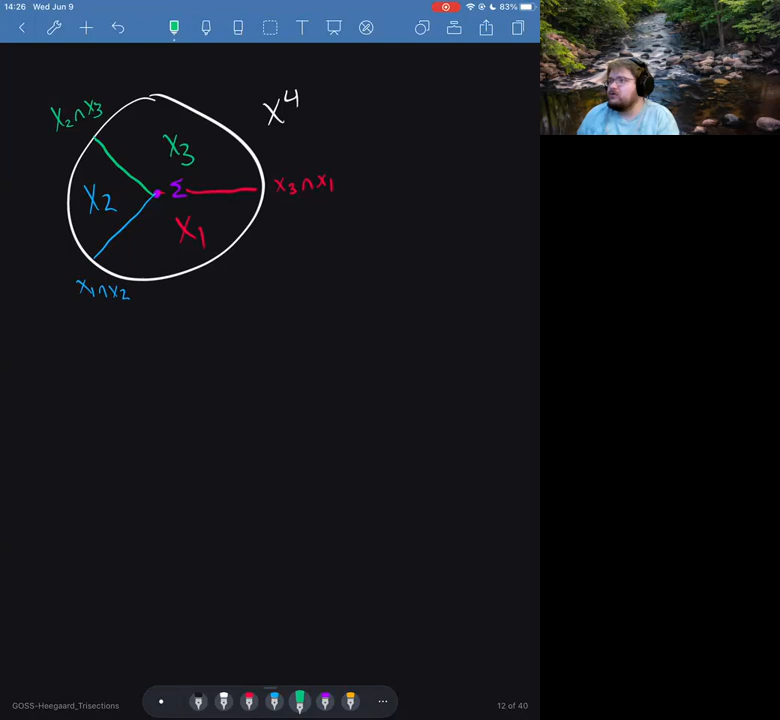 14:26 Wed Jun 9
83%
X⁴
X₂∩X₃
X₃
Σ
X₃∩X₁
X₂
X₁
X₁∩X₂
GOSS-Heegaard_Trisections
12 of 40